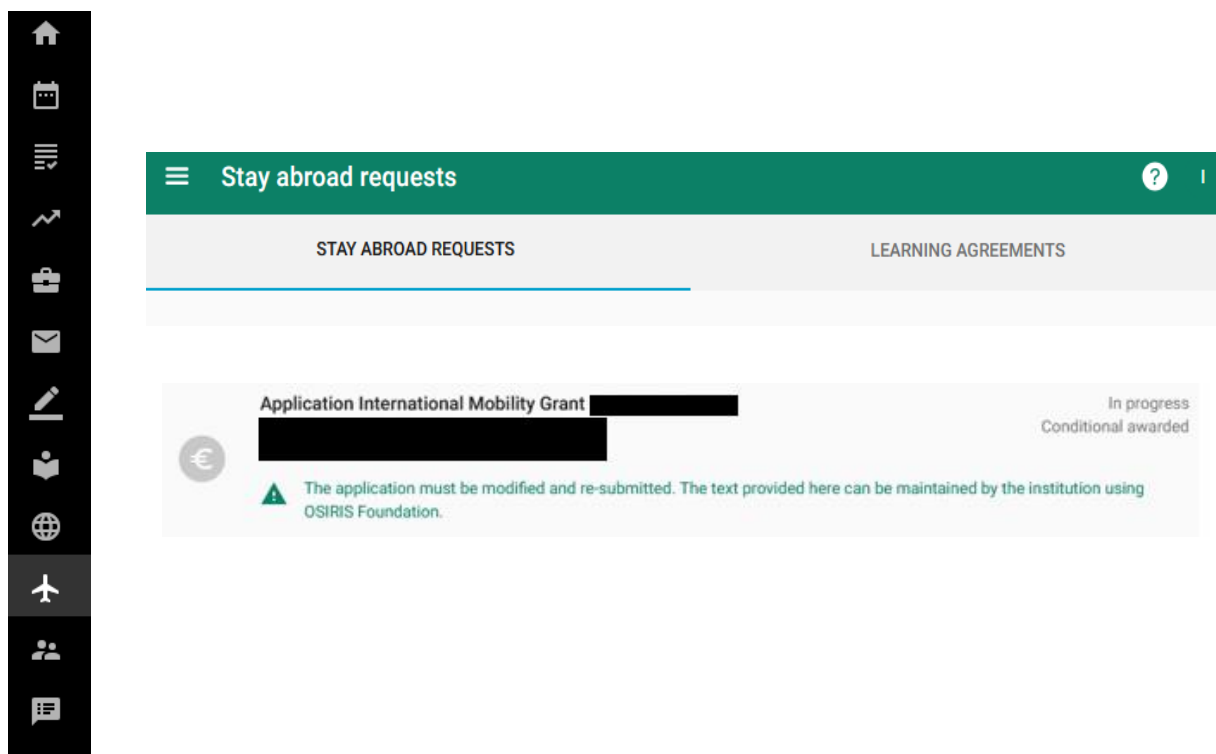 Stay abroad requests
STAY ABROAD REQUESTS
LEARNING AGREEMENTS
Application International Mobility Grant
In progress
Conditional awarded
The application must be modified and re-submitted. The text provided here can be maintained by the institution using
OSIRIS Foundation.